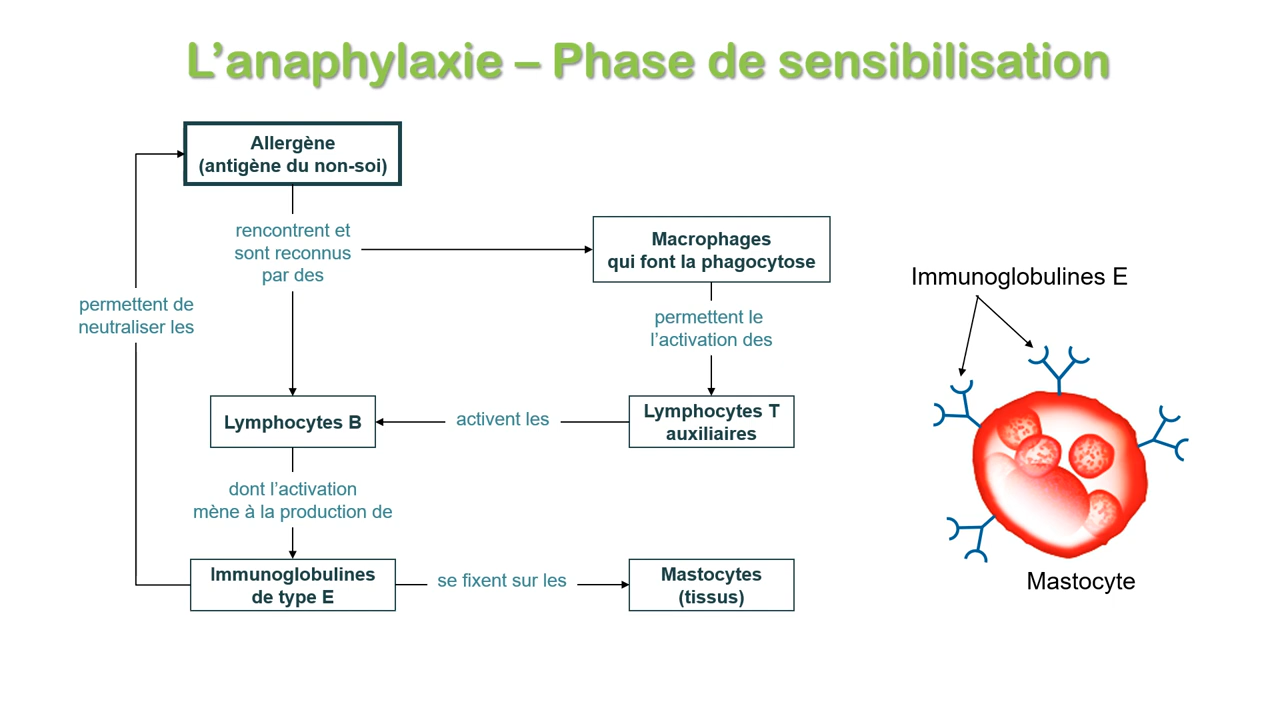 L’anaphylaxie – Phase de sensibilisation
Allergène
(antigène du non-soi)
rencontrent et
sont reconnus
par des
Macrophages
qui font la phagocytose
permettent de
neutraliser les
permettent le
l’activation des
Lymphocytes B
activent les
Lymphocytes T
auxiliaires
dont l’activation
mène à la production de
Immunoglobulines
de type E
se fixent sur les
Mastocytes
(tissus)
Immunoglobulines E
Mastocyte